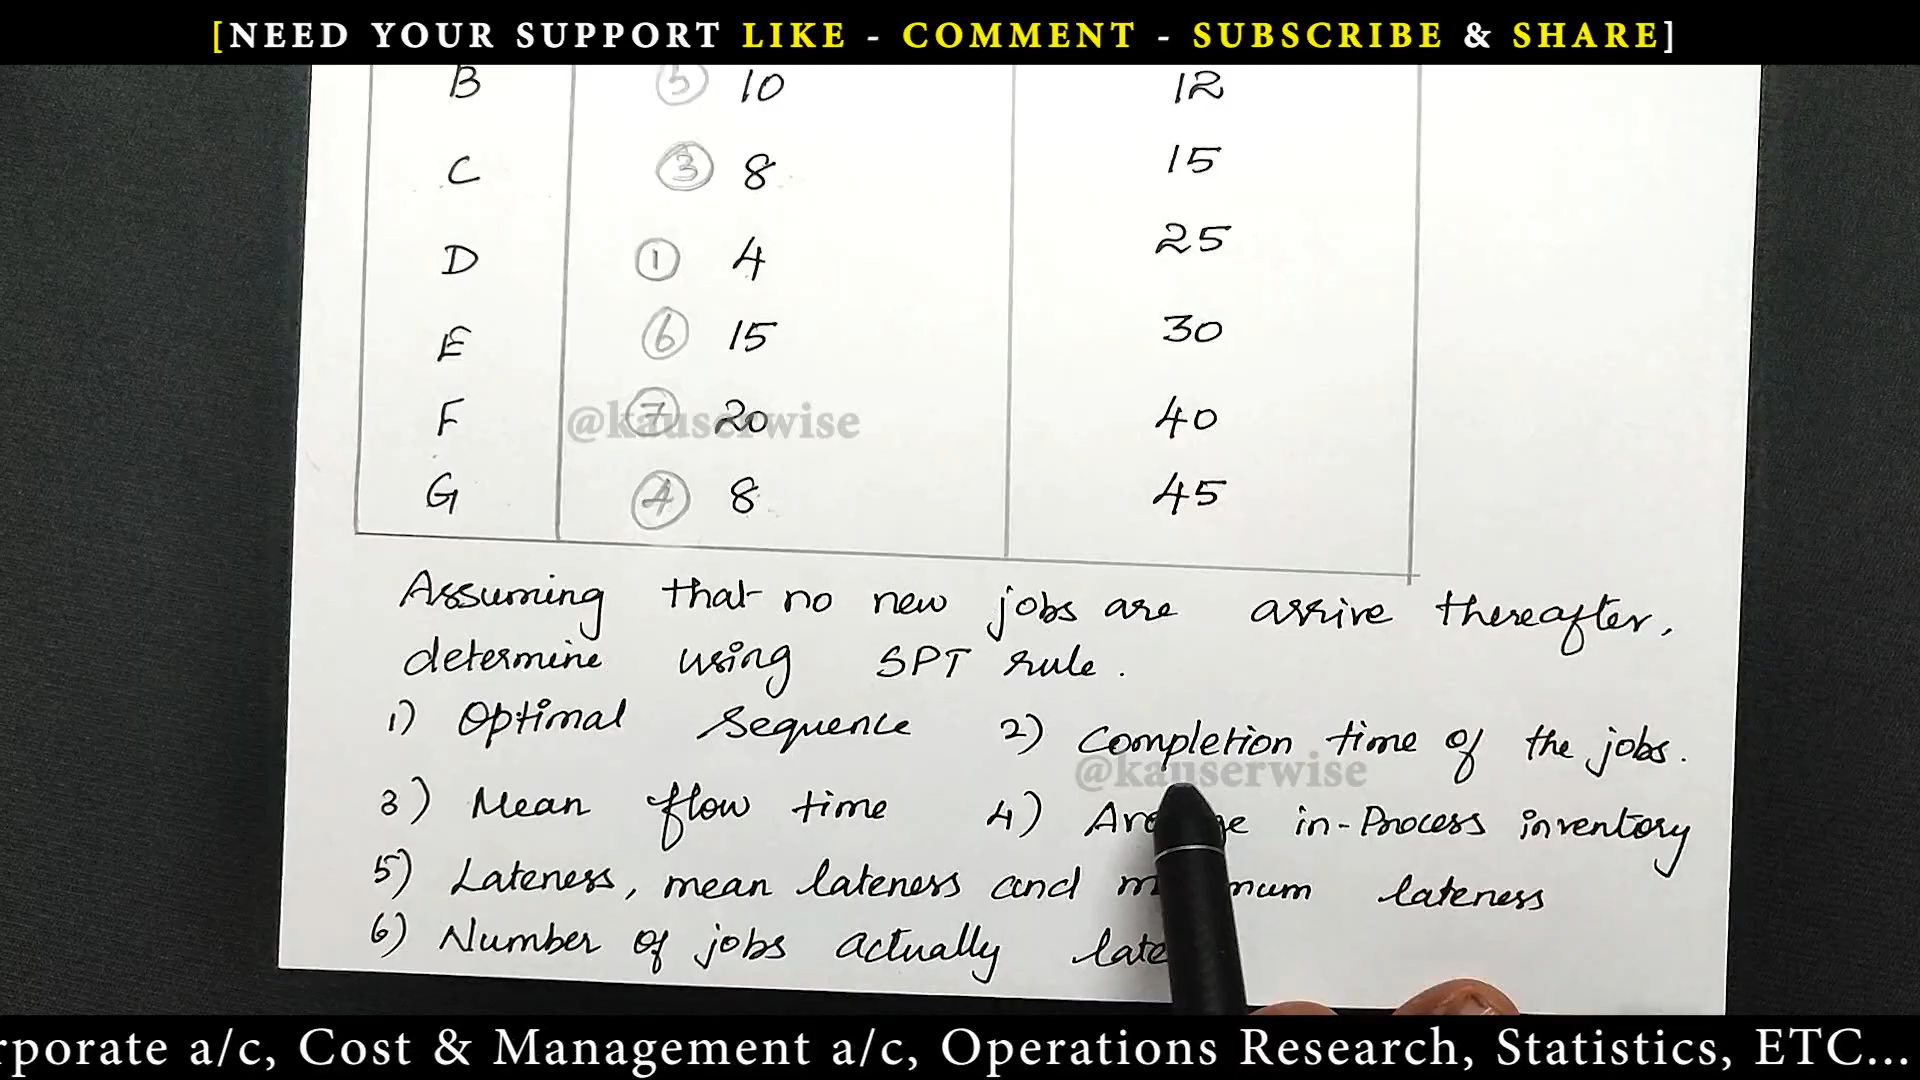 [NEED YOUR SUPPORT LIKE - COMMENT - SUBSCRIBE & SHARE]
B 5 10 12
C 3 8 15
D 1 4 25
E 6 15 30
F 7 20 40
@kauserwise
G 4 8 45
Assuming that no new jobs are arrive thereafter,
determine using SPT rule.
1) Optimal sequence 2) Completion time of the jobs.
@kauserwise
3) Mean flow time 4) in-Process inventory
5) Lateness, mean lateness and lateness
6) Number of jobs actually late
rporate a/c, Cost & Management a/c, Operations Research, Statistics, ETC...